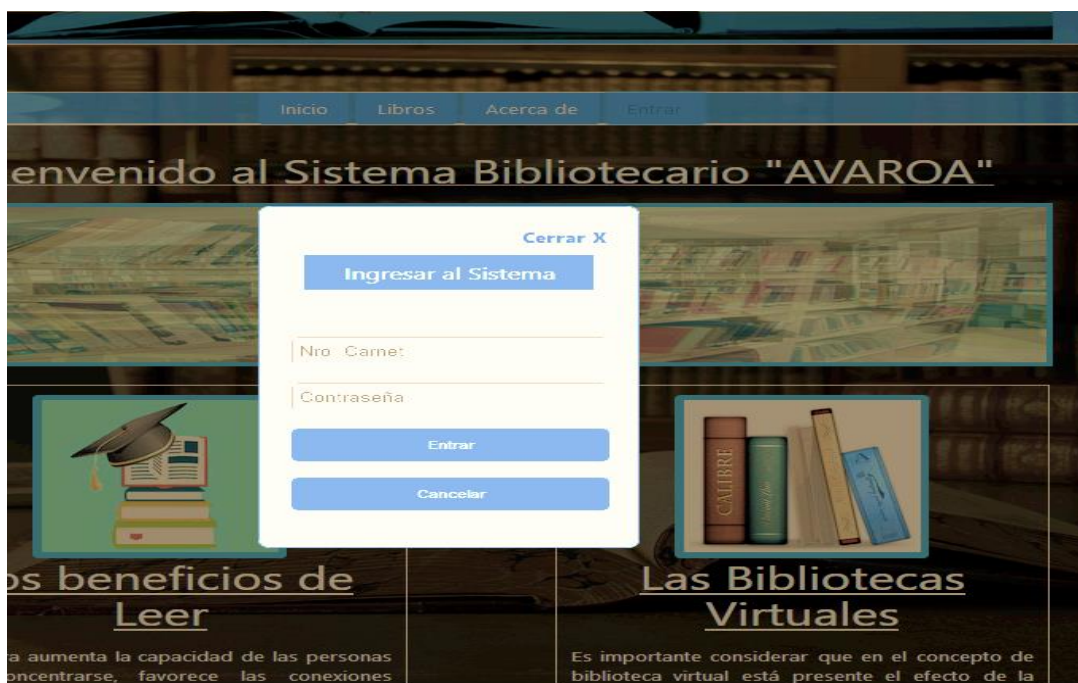 Inicio Libros Acerca de Entrar
envenido al Sistema Bibliotecario "AVAROA"
Cerrar X
Ingresar al Sistema
Nro Carnet
Contraseña
Entrar
Cancelar
CALIBRE
os beneficios de
Leer
a aumenta la capacidad de las personas
oncentrarse, favorece las conexiones
Las Bibliotecas
Virtuales
Es importante considerar que en el concepto de
biblioteca virtual está presente el efecto de la